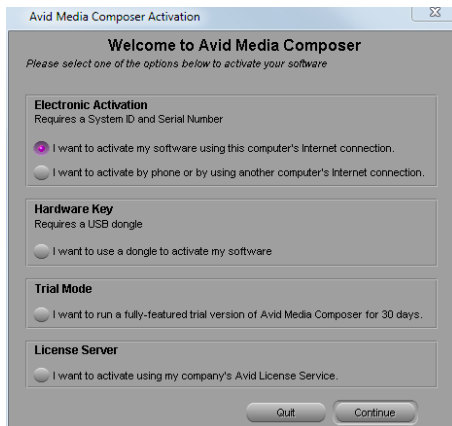 Avid Media Composer Activation
Welcome to Avid Media Composer
Please select one of the options below to activate your software
Electronic Activation
Requires a System ID and Serial Number
I want to activate my software using this computer's Internet connection.
I want to activate by phone or by using another computer's Internet connection.
Hardware Key
Requires a USB dongle
I want to use a dongle to activate my software
Trial Mode
I want to run a fully-featured trial version of Avid Media Composer for 30 days.
License Server
I want to activate using my company's Avid License Service.
Quit Continue